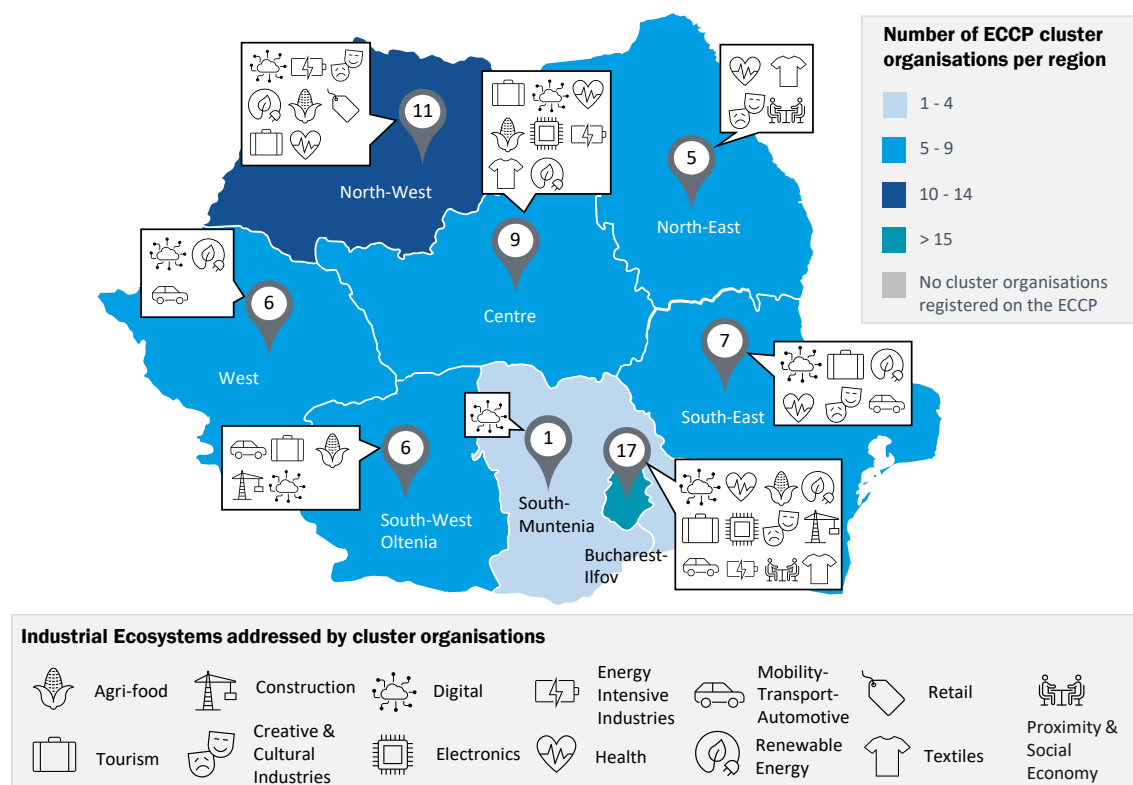 Number of ECCP cluster
organisations per region
1 - 4
5 - 9
10 - 14
> 15
No cluster organisations
registered on the ECCP
11
North-West
5
North-East
9
Centre
6
West
7
South-East
6
South-West
Oltenia
1
South-
Muntenia
17
Bucharest-
Ilfov
Industrial Ecosystems addressed by cluster organisations
Agri-food
Construction
Digital
Energy
Intensive
Industries
Mobility-
Transport-
Automotive
Retail
Proximity &
Social
Economy
Tourism
Creative &
Cultural
Industries
Electronics
Health
Renewable
Energy
Textiles